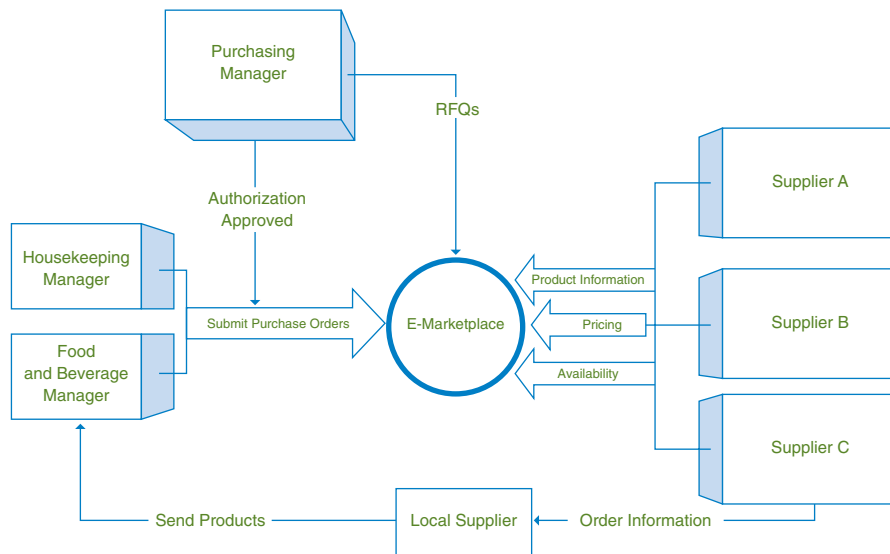 Purchasing
Manager
RFQs
Supplier A
Authorization
Approved
Housekeeping
Manager
Product Information
Submit Purchase Orders
E-Marketplace
Pricing
Supplier B
Food
and Beverage
Manager
Availability
Supplier C
Send Products
Local Supplier
Order Information